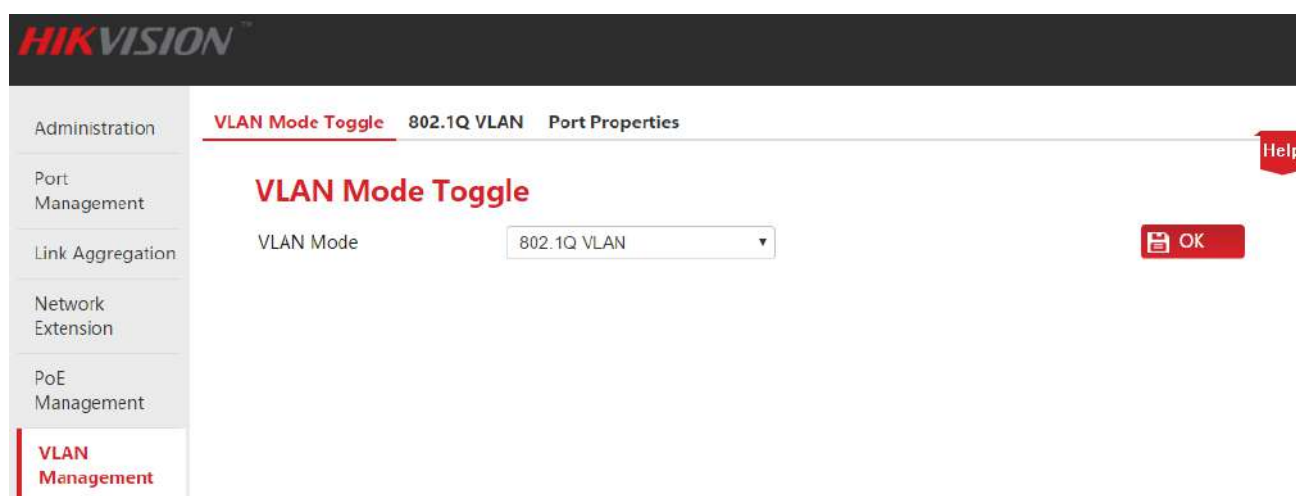 HIKVISION™
Administration
Port
Management
Link Aggregation
Network
Extension
PoE
Management
VLAN
Management
VLAN Mode Toggle 802.1Q VLAN Port Properties
Help
VLAN Mode Toggle
VLAN Mode 802.1Q VLAN OK